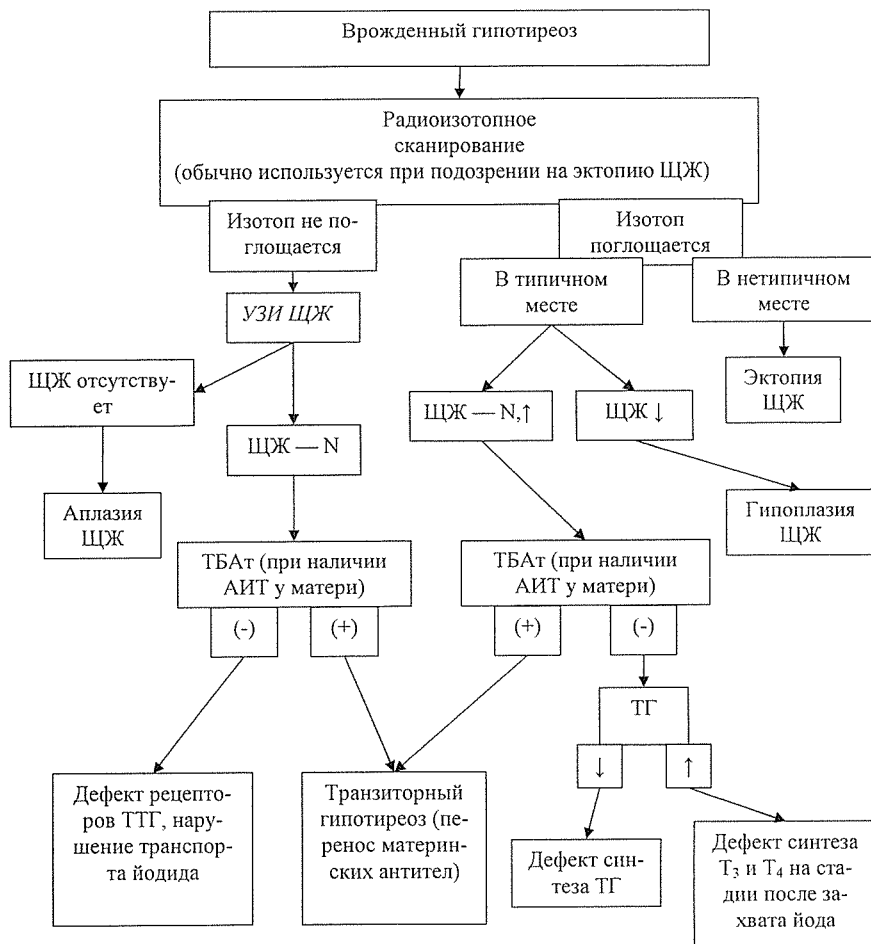 Врожденный гипотиреоз
Радиоизотопное
сканирование
(обычно используется при подозрении на эктопию ЩЖ)
Изотоп не по-
глощается
Изотоп
поглощается
УЗИ ЩЖ
В типичном
месте
В нетипичном
месте
ЩЖ отсутству-
ет
ЩЖ — N
ЩЖ — N,↑
ЩЖ ↓
Эктопия
ЩЖ
Аплазия
ЩЖ
Гипоплазия
ЩЖ
ТБАт (при наличии
АИТ у матери)
ТБАт (при наличии
АИТ у матери)
(-)
(+)
(+)
(-)
ТГ
↓
↑
Дефект рецепто-
ров ТТГ, нару-
шение транспор-
та йодида
Транзиторный
гипотиреоз (пе-
ренос материн-
ских антител)
Дефект син-
теза ТГ
Дефект синтеза
Т₃ и Т₄ на ста-
дии после за-
хвата йода